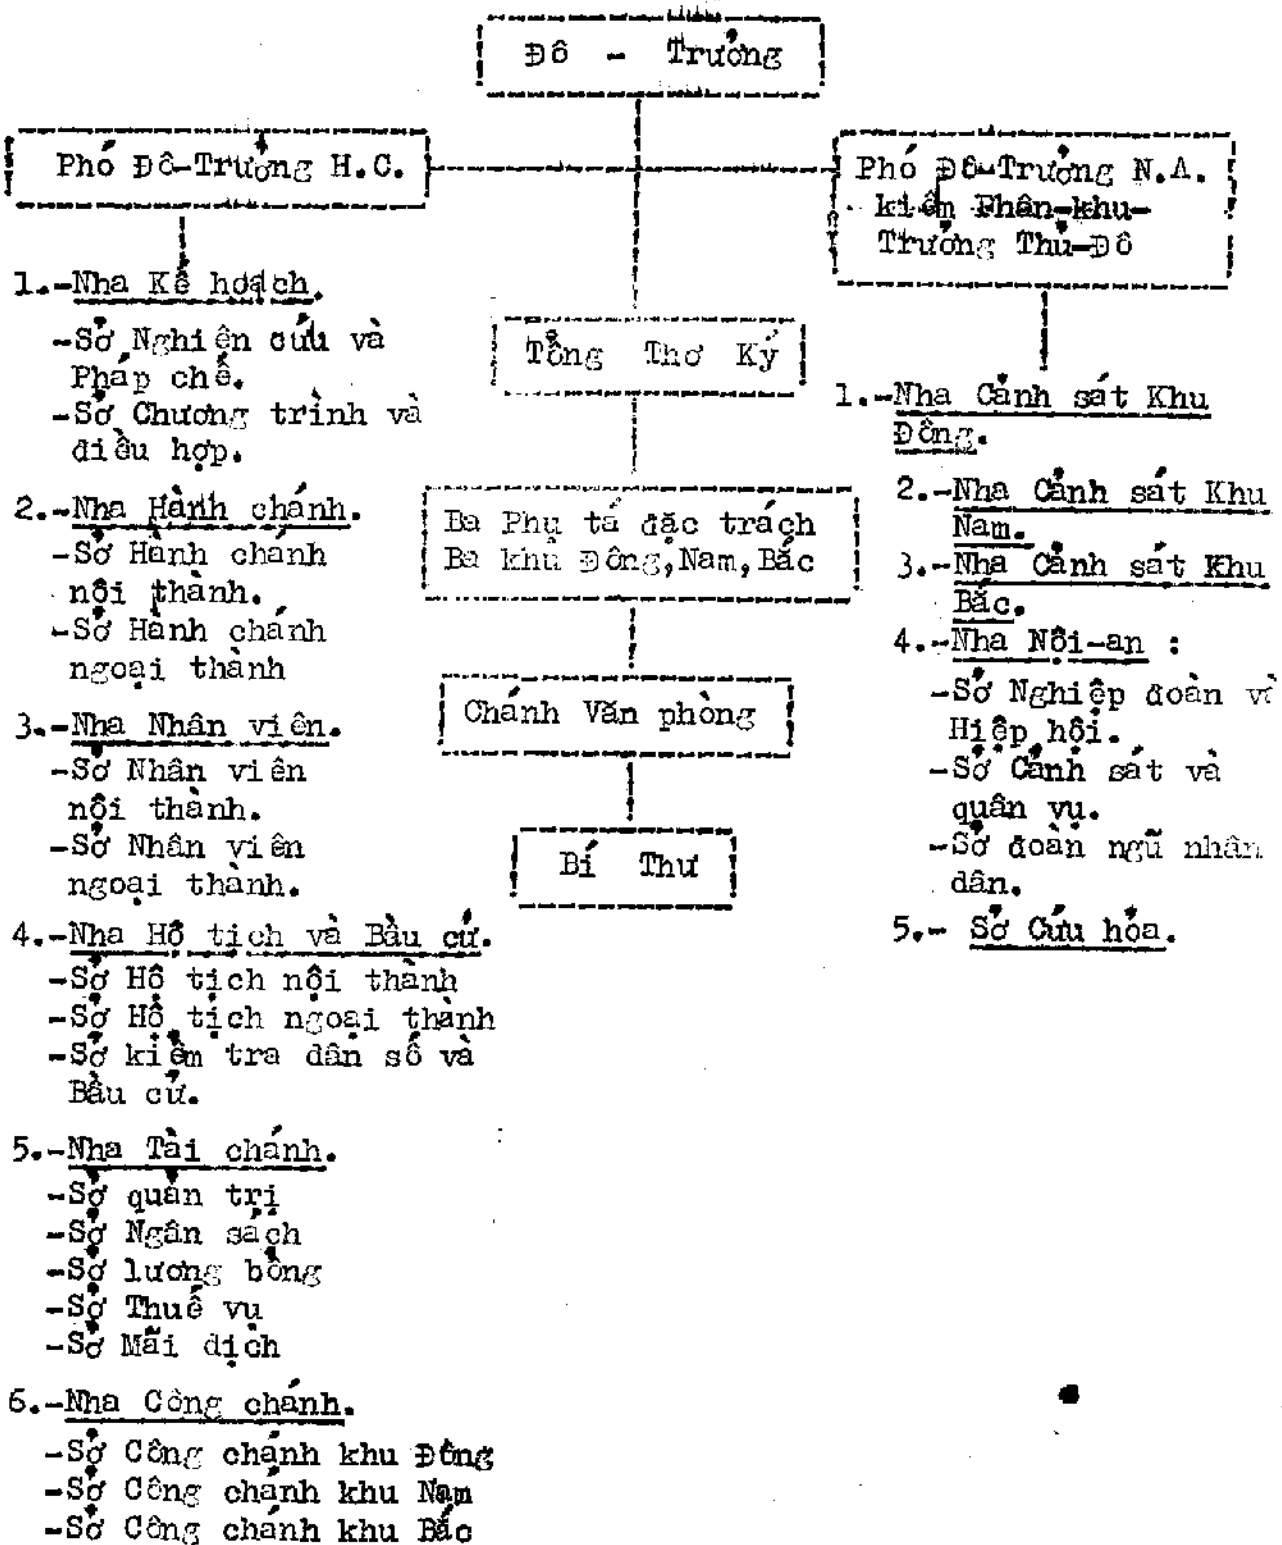 Đô - Trưởng
Phó Đô-Trưởng H.C.
Phó Đô-Trưởng N.A.
kiêm Phân-khu-
Trưởng Thủ-Đô
Tổng Thơ Ký
Ba Phụ tá đặc trách
Ba khu Đông, Nam, Bắc
Chánh Văn phòng
Bí Thư
1.-Nha Kế hoạch.
-Sở Nghiên cứu và
Pháp chế.
-Sở Chương trình và
điều hợp.
2.-Nha Hành chánh.
-Sở Hành chánh
nội thành.
-Sở Hành chánh
ngoại thành
3.-Nha Nhân viên.
-Sở Nhân viên
nội thành.
-Sở Nhân viên
ngoại thành.
4.-Nha Hộ tịch và Bầu cử.
-Sở Hộ tịch nội thành
-Sở Hộ tịch ngoại thành
-Sở kiểm tra dân số và
Bầu cử.
5.-Nha Tài chánh.
-Sở quản trị
-Sở Ngân sách
-Sở lương bổng
-Sở Thuế vụ
-Sở Mãi dịch
6.-Nha Công chánh.
-Sở Công chánh khu Đông
-Sở Công chánh khu Nam
-Sở Công chánh khu Bắc
1.-Nha Cảnh sát Khu
Đông.
2.-Nha Cảnh sát Khu
Nam.
3.-Nha Cảnh sát Khu
Bắc.
4.-Nha Nội-an :
-Sở Nghiệp đoàn và
Hiệp hội.
-Sở Cảnh sát và
quân vụ.
-Sở đoàn ngũ nhân
dân.
5.- Sở Cứu hỏa.